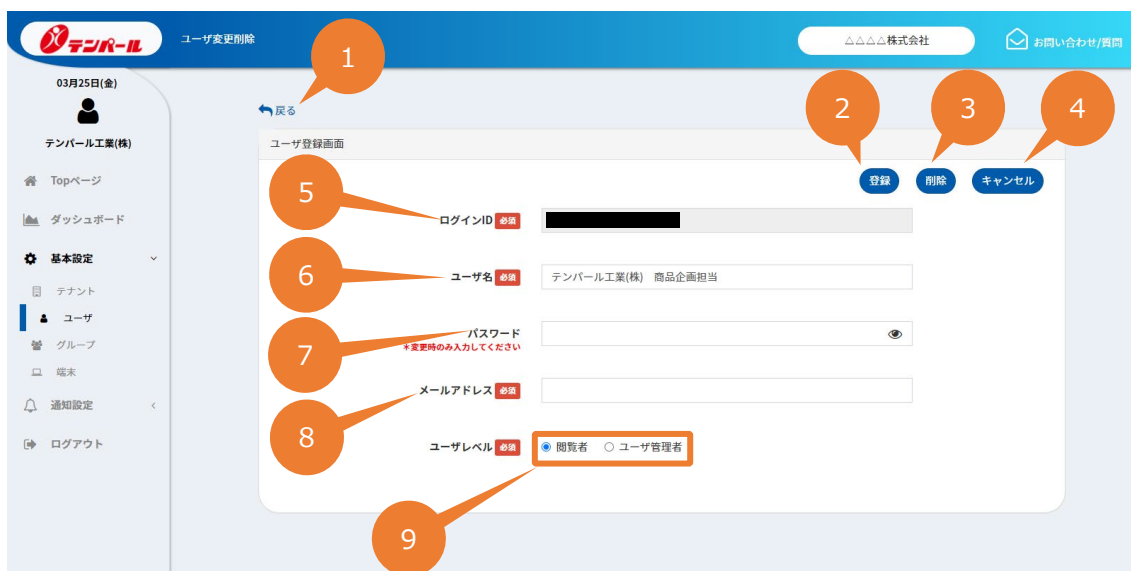 テンパール
ユーザ変更削除
△△△△株式会社
お問い合わせ/質問
1
03月25日(金)
テンパール工業(株)
Topページ
ダッシュボード
基本設定
テナント
ユーザ
グループ
端末
通知設定
ログアウト
戻る
2
3
4
ユーザ登録画面
登録
削除
キャンセル
5
ログインID 必須
6
ユーザ名 必須
テンパール工業(株) 商品企画担当
7
パスワード
*変更時のみ入力してください
メールアドレス 必須
8
ユーザレベル 必須
閲覧者
ユーザ管理者
9